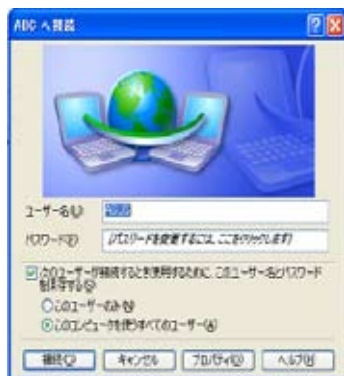 ABC へ接続
ユーザー名(U):
パスワード(P):
[パスワードを変更するには、ここをクリックします]
次のユーザーが接続するとき使用するために、このユーザー名とパスワード
を保存する(S)
このユーザーのみ(N)
このコンピュータを使うすべてのユーザー(A)
接続(C)
キャンセル
プロパティ(O)
ヘルプ(H)